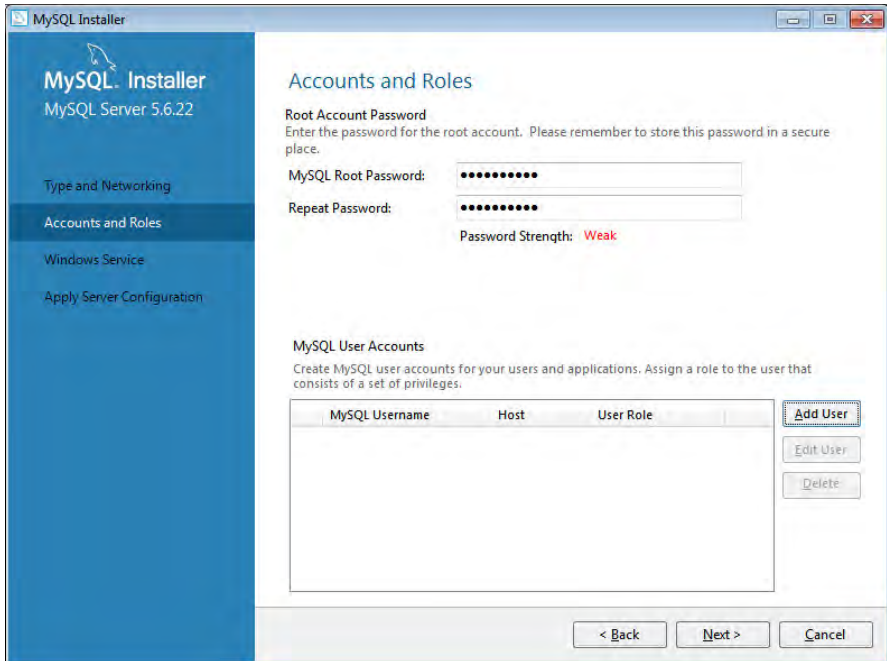 MySQL Installer
MySQL. Installer
MySQL Server 5.6.22
Type and Networking
Accounts and Roles
Windows Service
Apply Server Configuration
Accounts and Roles
Root Account Password
Enter the password for the root account. Please remember to store this password in a secure
place.
MySQL Root Password: ●●●●●●●●●●
Repeat Password: ●●●●●●●●●●
Password Strength: Weak
MySQL User Accounts
Create MySQL user accounts for your users and applications. Assign a role to the user that
consists of a set of privileges.
MySQL Username Host User Role
Add User
Edit User
Delete
< Back Next > Cancel